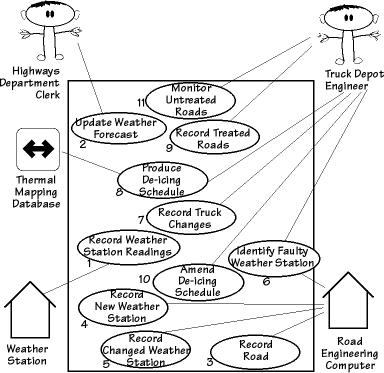 Highways
Department
Clerk
Truck Depot
Engineer
Monitor
Untreated
Roads
11
Update Weather
Forecast
2
Record Treated
Roads
9
Thermal
Mapping
Database
Produce
De-icing
Schedule
8
Record Truck
Changes
7
Record Weather
Station Readings
1
Identify Faulty
Weather Station
6
Amend
De-icing
Schedule
10
Record
New Weather
Station
4
Record
Changed Weather
Station
5
Record
Road
3
Weather
Station
Road
Engineering
Computer